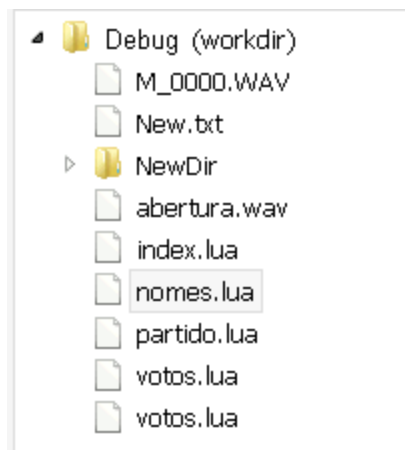 Debug (workdir)
M_0000.WAV
New.txt
NewDir
abertura.wav
index.lua
nomes.lua
partido.lua
votos.lua
votos.lua